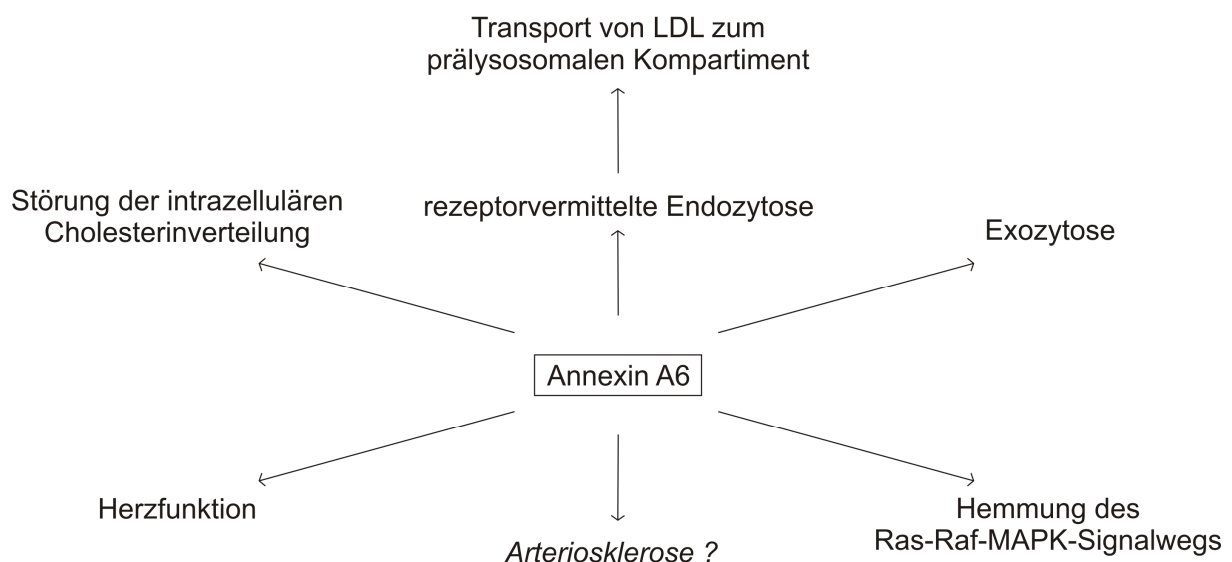 Transport von LDL zum
prälysosomalen Kompartiment
Störung der intrazellulären
Cholesterinverteilung
rezeptorvermittelte Endozytose
Exozytose
Annexin A6
Herzfunktion
Arteriosklerose ?
Hemmung des
Ras-Raf-MAPK-Signalwegs